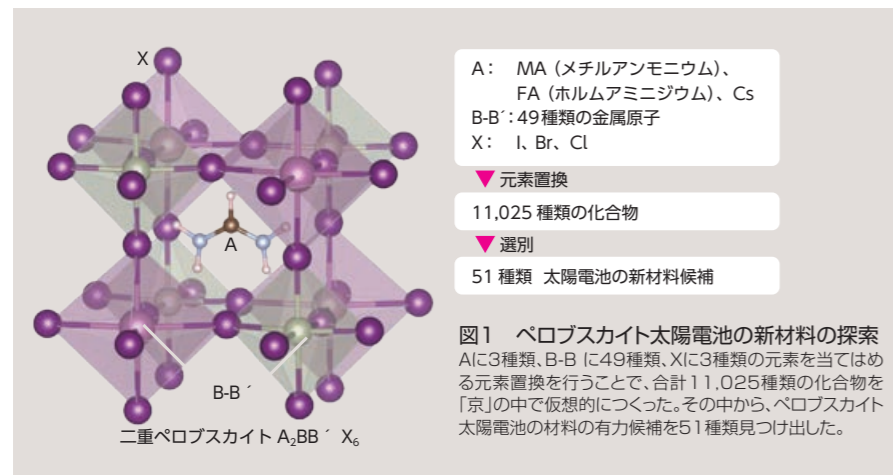 X
A
B-B´
二重ペロブスカイト A₂BB´ X₆
A： MA（メチルアンモニウム）、
FA（ホルムアミニジウム）、Cs
B-B´：49種類の金属原子
X： I、Br、Cl
▼ 元素置換
11,025 種類の化合物
▼ 選別
51 種類 太陽電池の新材料候補
図1 ペロブスカイト太陽電池の新材料の探索
Aに3種類、B-B に49種類、Xに3種類の元素を当てはめ
る元素置換を行うことで、合計11,025種類の化合物を
「京」の中で仮想的につくった。その中から、ペロブスカイト
太陽電池の材料の有力候補を51種類見つけ出した。